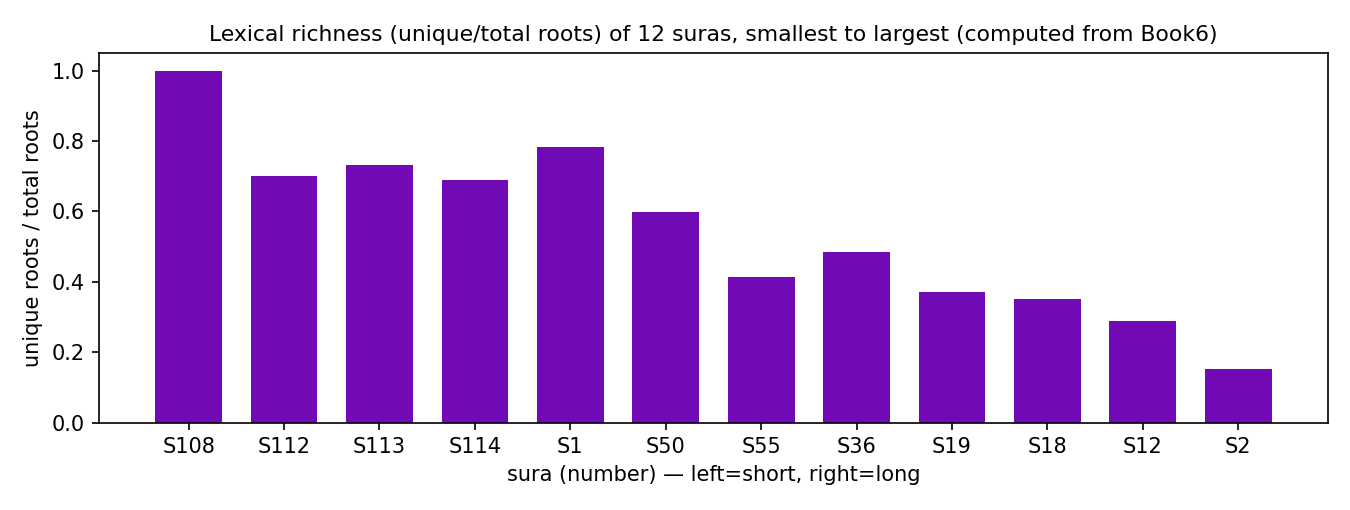 Lexical richness (unique/total roots) of 12 suras, smallest to largest (computed from Book6)
unique roots / total roots
1.0
0.8
0.6
0.4
0.2
0.0
S108 S112 S113 S114 S1 S50 S55 S36 S19 S18 S12 S2
sura (number) — left=short, right=long